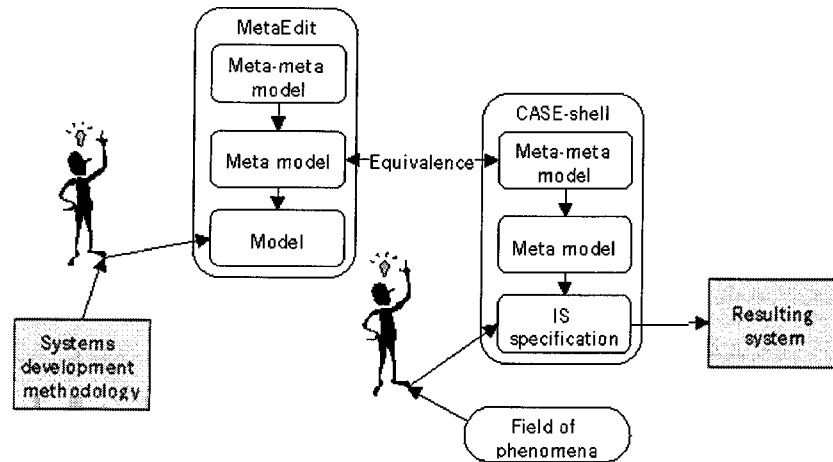 MetaEdit
Meta-meta
model
Meta model
Model
Equivalence
CASE-shell
Meta-meta
model
Meta model
IS
specification
Systems
development
methodology
Resulting
system
Field of
phenomena